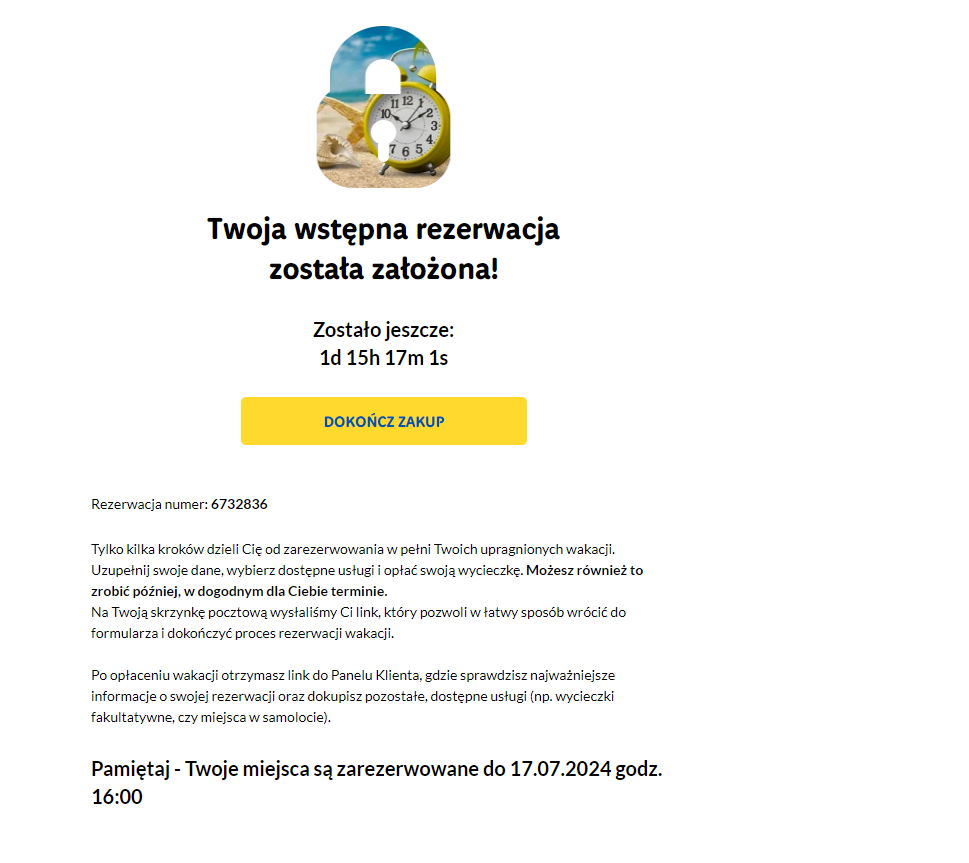 11 12 1
10 2
3
4
7 6 5
Twoja wstępna rezerwacja
została założona!
Zostało jeszcze:
1d 15h 17m 1s
DOKOŃCZ ZAKUP
Rezerwacja numer: 6732836
Tylko kilka kroków dzieli Cię od zarezerwowania w pełni Twoich upragnionych wakacji.
Uzupełnij swoje dane, wybierz dostępne usługi i opłać swoją wycieczkę. Możesz również to
zrobić później, w dogodnym dla Ciebie terminie.
Na Twoją skrzynkę pocztową wysłaliśmy Ci link, który pozwoli w łatwy sposób wrócić do
formularza i dokończyć proces rezerwacji wakacji.
Po opłaceniu wakacji otrzymasz link do Panelu Klienta, gdzie sprawdzisz najważniejsze
informacje o swojej rezerwacji oraz dokupisz pozostałe, dostępne usługi (np. wycieczki
fakultatywne, czy miejsca w samolocie).
Pamiętaj - Twoje miejsca są zarezerwowane do 17.07.2024 godz.
16:00